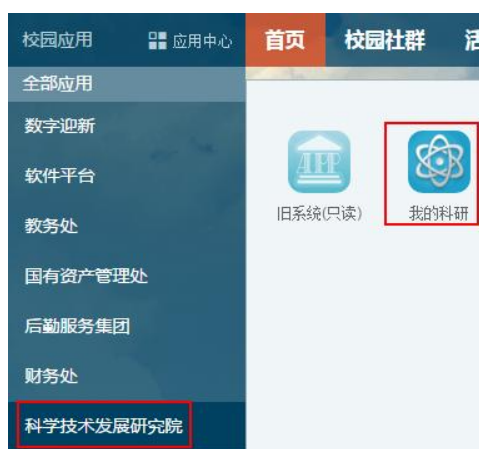 校园应用
应用中心
首页
校园社群
活
全部应用
数字迎新
软件平台
教务处
国有资产管理处
后勤服务集团
财务处
科学技术发展研究院
APP
旧系统(只读)
我的科研